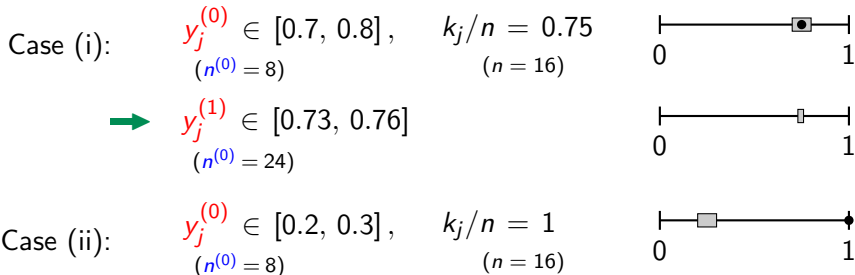 Case (i): y_j^{(0)} ∈ [0.7, 0.8] , k_j/n = 0.75
(n^{(0)} = 8) (n = 16)
0 1
y_j^{(1)} ∈ [0.73, 0.76]
(n^{(0)} = 24)
0 1
Case (ii): y_j^{(0)} ∈ [0.2, 0.3] , k_j/n = 1
(n^{(0)} = 8) (n = 16)
0 1